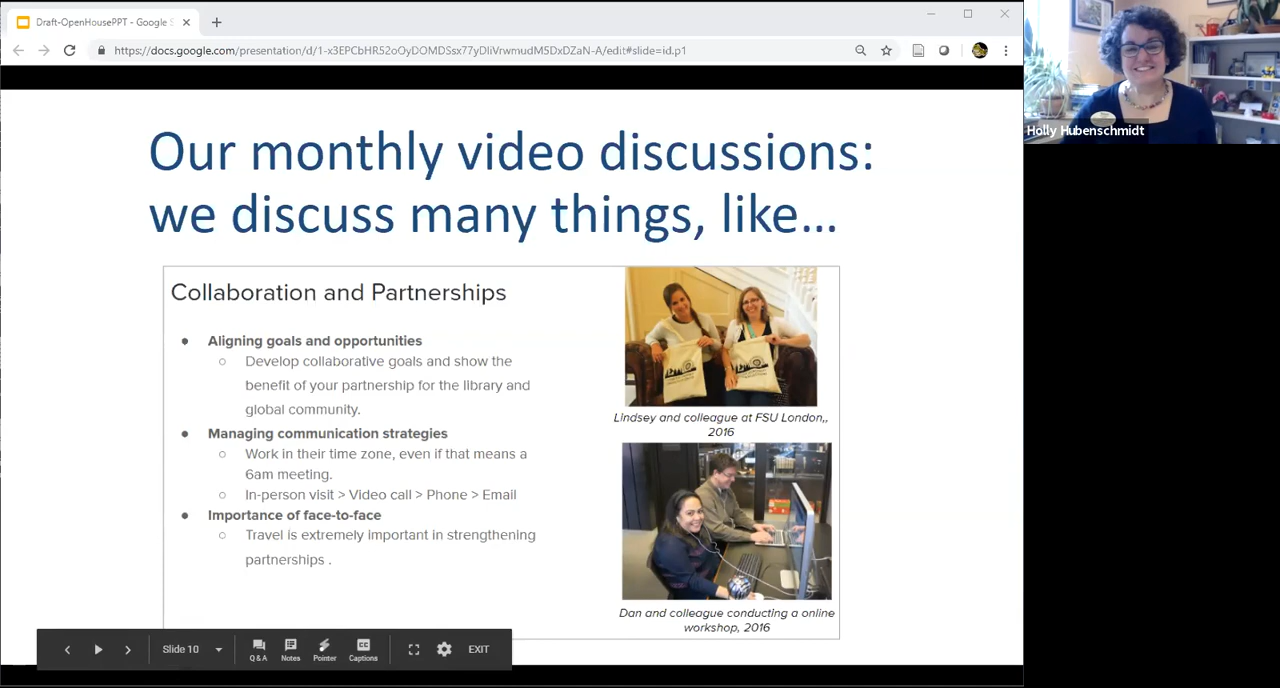 Draft-OpenHousePPT - Google S
https://docs.google.com/presentation/d/1-x3EPCbHR52oOyDOMDSsx77yDIiVrwmudM5DxDZaN-A/edit#slide=id.p1
Holly Hubenschmidt
Our monthly video discussions:
we discuss many things, like...
Collaboration and Partnerships
● Aligning goals and opportunities
○ Develop collaborative goals and show the
benefit of your partnership for the library and
global community.
● Managing communication strategies
○ Work in their time zone, even if that means a
6am meeting.
○ In-person visit > Video call > Phone > Email
● Importance of face-to-face
○ Travel is extremely important in strengthening
partnerships .
Lindsey and colleague at FSU London,,
2016
Dan and colleague conducting a online
workshop, 2016
Slide 10
Q & A
Notes
Pointer
CC
Captions
EXIT